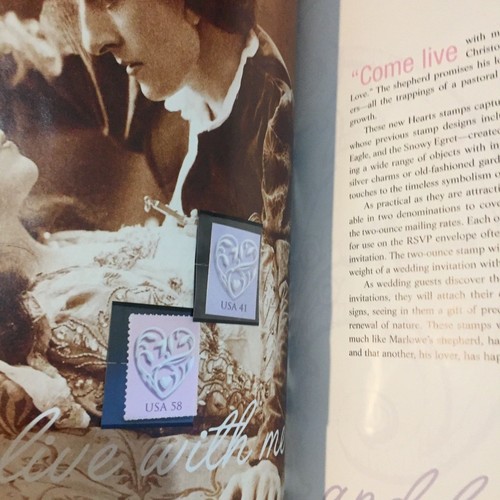 USA 41
USA 58
live with me
"Come live with m
Christo
Love." The shepherd promises his lo
ers—all the trappings of a pastoral
growth.
These new Hearts stamps capt
whose previous stamp designs inclu
Eagle, and the Snowy Egret—create
ing a wide range of objects with in
silver charms or old-fashioned gard
touches to the timeless symbolism o
As practical as they are attracti
able in two denominations to cove
the two-ounce mailing rates. Each
for use on the RSVP envelope ofte
invitation. The two-ounce stamp wi
weight of a wedding invitation with
As wedding guests discover th
invitations, they will attach their
signs, seeing in them a gift of prec
renewal of nature. These stamps
much like Marlowe's shepherd, ha
and that another, his lover, has hap